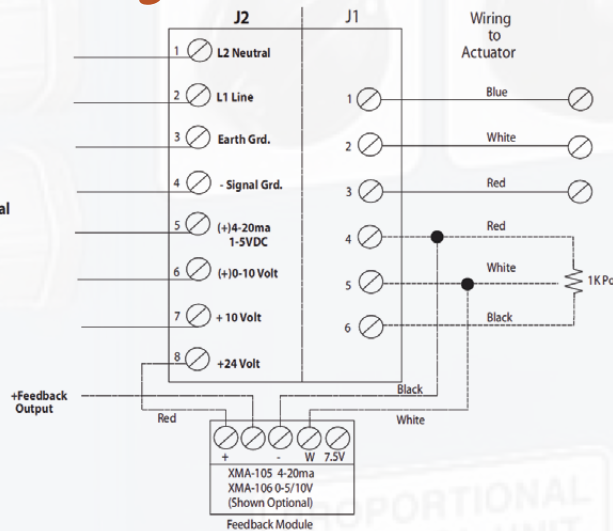 J2
J1
Wiring
to
Actuator
1
L2 Neutral
2
L1 Line
1
Blue
3
Earth Grd.
2
White
4
- Signal Grd.
3
Red
al
5
(+)4-20ma
1-5VDC
4
Red
6
(+)0-10 Volt
5
White
1K Po
7
+ 10 Volt
6
Black
8
+24 Volt
+Feedback
Output
Red
Black
White
+
-
W
7.5V
XMA-105 4-20ma
XMA-106 0-5/10V
(Shown Optional)
Feedback Module
PROPORTIONAL
UNIT